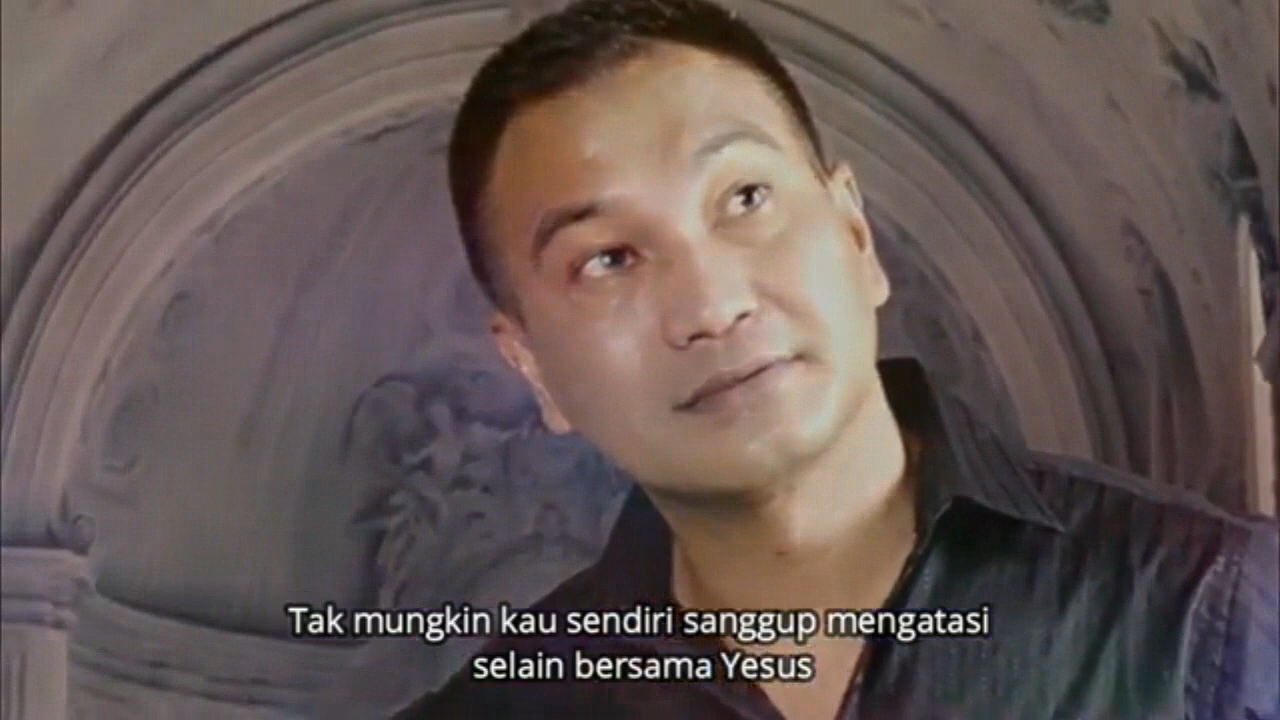 Tak mungkin kau sendiri sanggup mengatasi
selain bersama Yesus